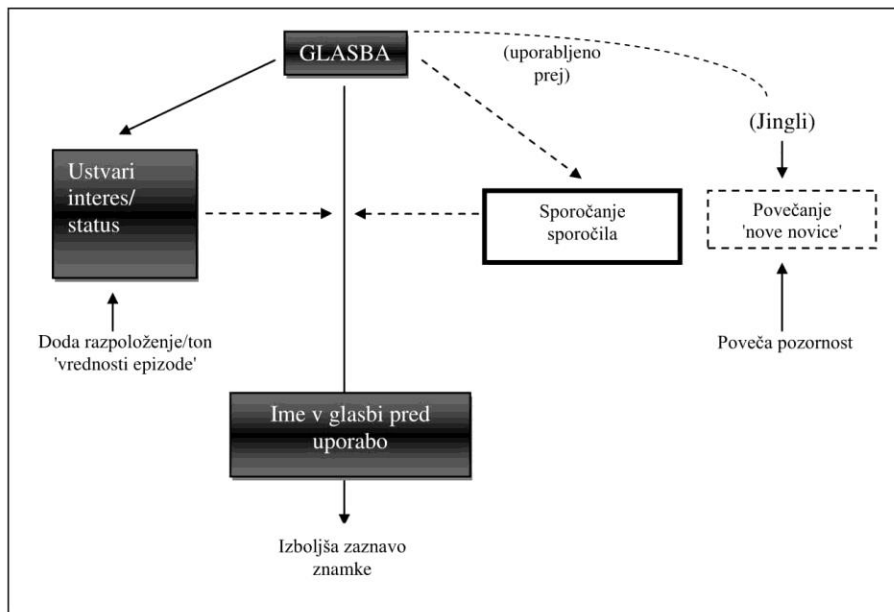 GLASBA
(uporabljeno
prej)
(Jingli)
Ustvari
interes/
status
Sporočanje
sporočila
Povečanje
'nove novice'
Doda razpoloženje/ton
'vrednosti epizode'
Poveča pozornost
Ime v glasbi pred
uporabo
Izboljša zaznavo
znamke